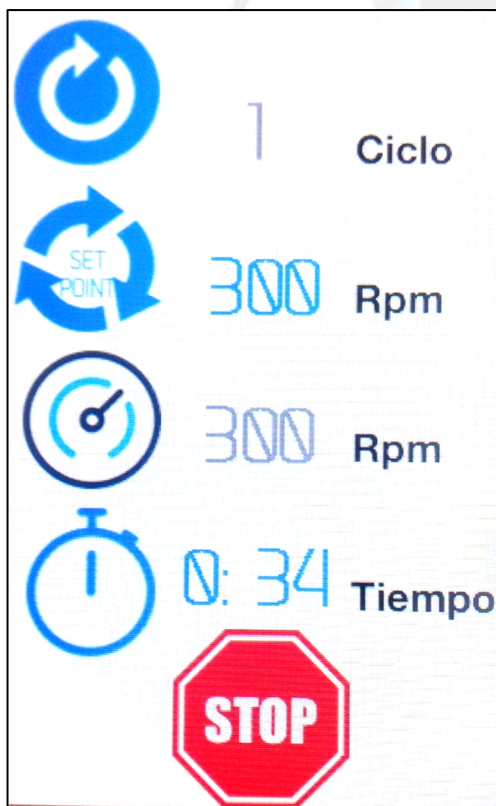 1 Ciclo
SET
POINT
300 Rpm
300 Rpm
0: 34 Tiempo
STOP